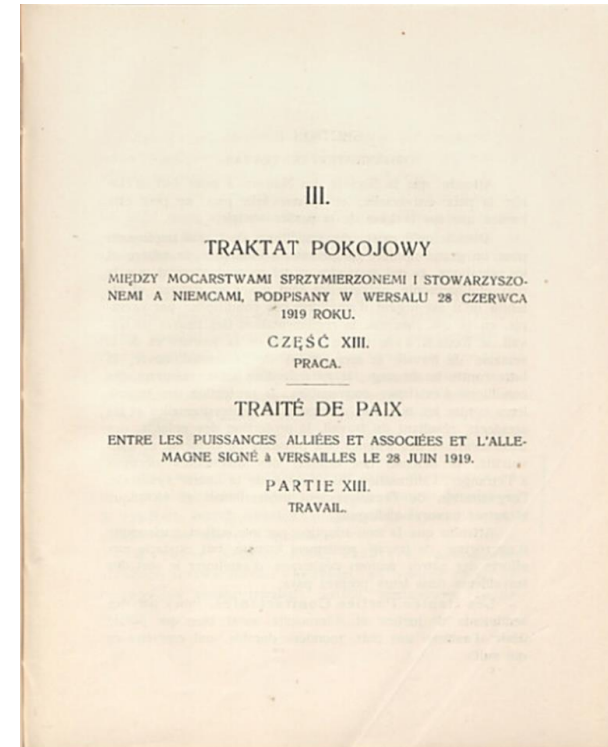 III.
TRAKTAT POKOJOWY
MIĘDZY MOCARSTWAMI SPRZYMIERZONEMI I STOWARZYSZO-
NEMI A NIEMCAMI, PODPISANY W WERSALU 28 CZERWCA
1919 ROKU.
CZĘŚĆ XIII.
PRACA.
TRAITÉ DE PAIX
ENTRE LES PUISSANCES ALLIÉES ET ASSOCIÉES ET L'ALLE-
MAGNE SIGNÉ à VERSAILLES LE 28 JUIN 1919.
PARTIE XIII.
TRAVAIL.